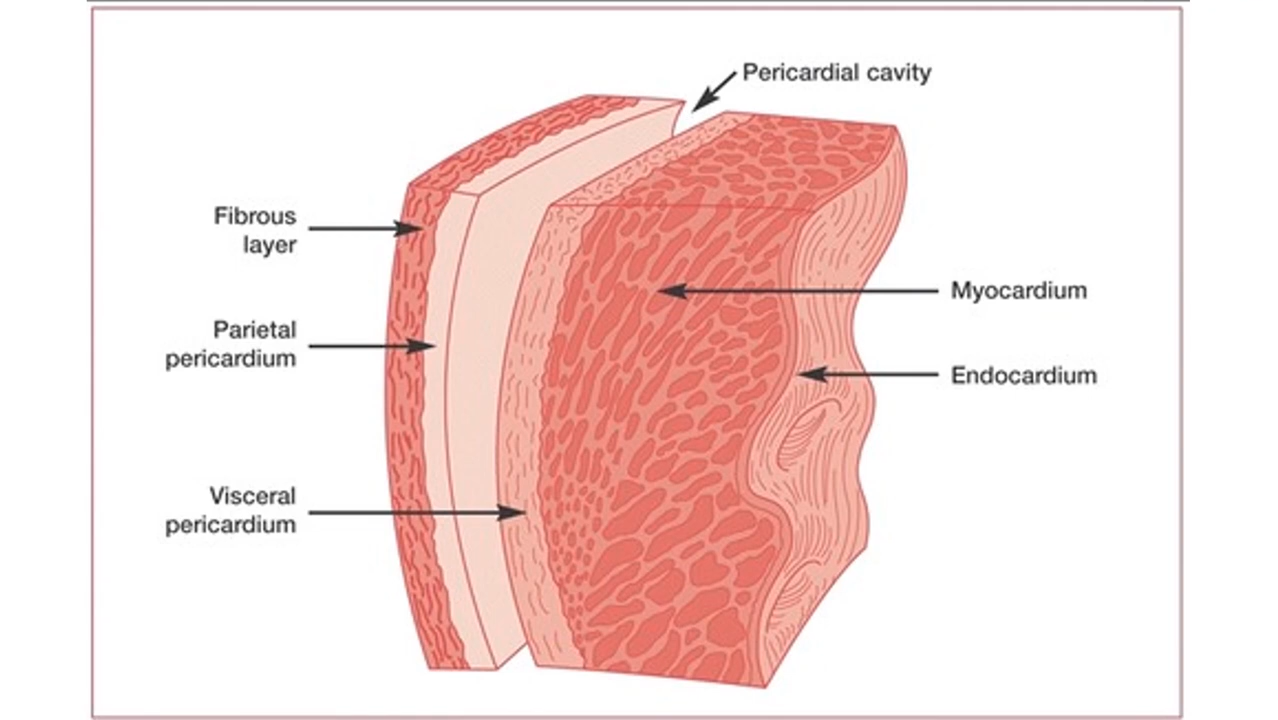 Pericardial cavity
Fibrous
layer
Myocardium
Parietal
pericardium
Endocardium
Visceral
pericardium